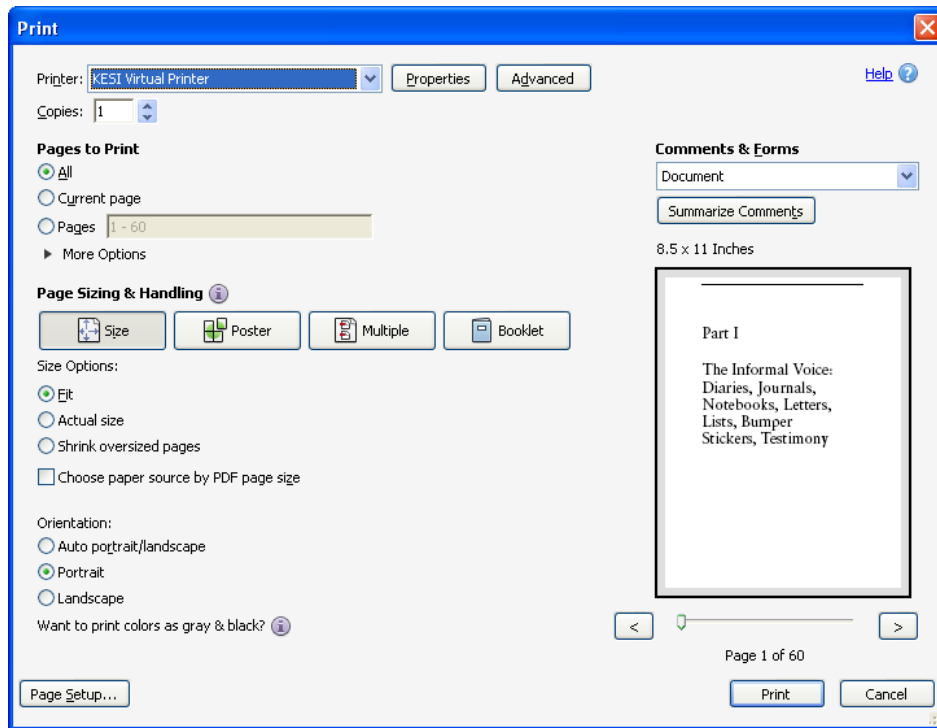 Print
Printer: KESI Virtual Printer Properties Advanced Help ?
Copies: 1
Pages to Print
All
Current page
Pages 1 - 60
More Options
Page Sizing & Handling i
Size Poster Multiple Booklet
Size Options:
Fit
Actual size
Shrink oversized pages
Choose paper source by PDF page size
Orientation:
Auto portrait/landscape
Portrait
Landscape
Want to print colors as gray & black? i
Comments & Forms
Document
Summarize Comments
8.5 x 11 Inches
Part I
The Informal Voice:
Diaries, Journals,
Notebooks, Letters,
Lists, Bumper
Stickers, Testimony
< >
Page 1 of 60
Page Setup... Print Cancel